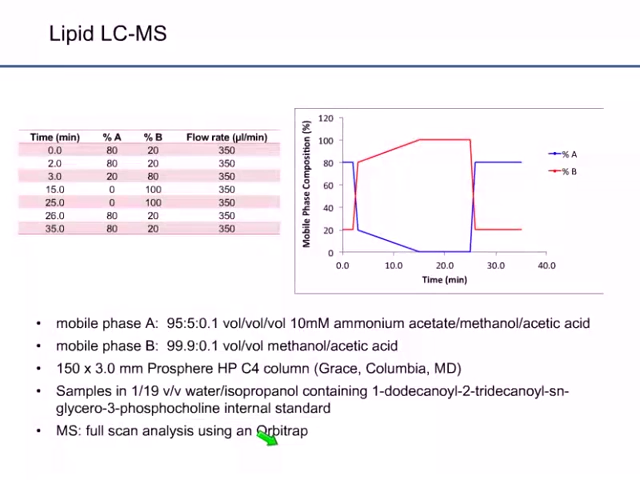 Lipid LC-MS
Time (min) % A % B Flow rate (µl/min)
0.0 80 20 350
2.0 80 20 350
3.0 20 80 350
15.0 0 100 350
25.0 0 100 350
26.0 80 20 350
35.0 80 20 350
Mobile Phase Composition (%)
120
100
80
60
40
20
0
0.0 10.0 20.0 30.0 40.0
Time (min)
% A
% B
• mobile phase A: 95:5:0.1 vol/vol/vol 10mM ammonium acetate/methanol/acetic acid
• mobile phase B: 99.9:0.1 vol/vol methanol/acetic acid
• 150 x 3.0 mm Prosphere HP C4 column (Grace, Columbia, MD)
• Samples in 1/19 v/v water/isopropanol containing 1-dodecanoyl-2-tridecanoyl-sn-
glycero-3-phosphocholine internal standard
• MS: full scan analysis using an Orbitrap